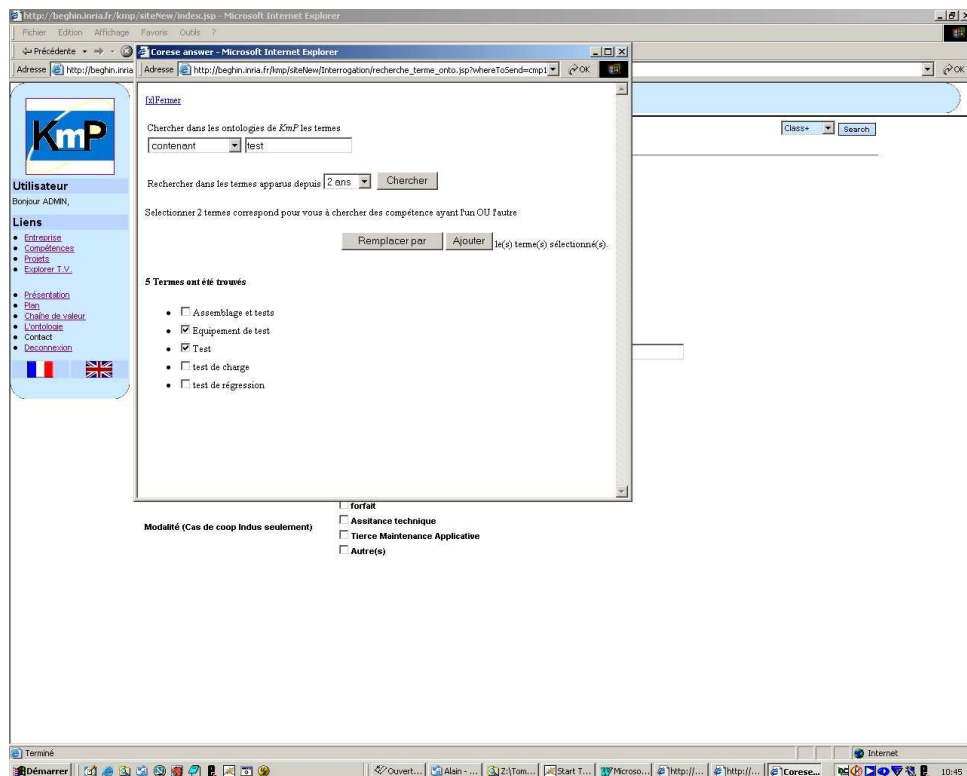 http://beghin.inria.fr/kmp/siteNew/index.jsp - Microsoft Internet Explorer
Fichier Edition Affichage Favoris Outils ?
Précédente
Adresse http://beghin.inria
OK
Corese answer - Microsoft Internet Explorer
Adresse http://beghin.inria.fr/kmp/siteNew/Interrogation/recherche_terme_onto.jsp?whereToSend=cmp1 OK
[x]Fermer
Chercher dans les ontologies de KmP les termes
contenant test
Rechercher dans les termes apparus depuis 2 ans Chercher
Selectionner 2 termes correspond pour vous à chercher des compétence ayant l'un OU l'autre
Remplacer par Ajouter le(s) terme(s) sélectionné(s).
5 Termes ont été trouvés
Assemblage et tests
Equipement de test
Test
test de charge
test de régression
Class+ Search
KmP
Utilisateur
Bonjour ADMIN,
Liens
Entreprise
Compétences
Projets
Explorer T.V.
Présentation
Plan
Chaîne de valeur
L'ontologie
Contact
Deconnexion
forfait
Modalité (Cas de coop Indus seulement)
Assitance technique
Tierce Maintenance Applicative
Autre(s)
Terminé
Internet
Démarrer
Ouvert...
Alain - ...
Z:\Tom...
Start T...
Microso...
http://...
http://...
Corese...
10:45